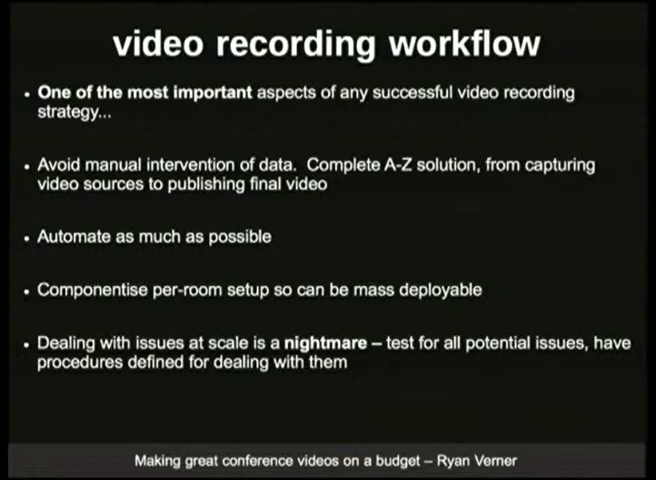 video recording workflow
• One of the most important aspects of any successful video recording
strategy...
• Avoid manual intervention of data.  Complete A-Z solution, from capturing
video sources to publishing final video
• Automate as much as possible
• Componentise per-room setup so can be mass deployable
• Dealing with issues at scale is a nightmare – test for all potential issues, have
procedures defined for dealing with them
Making great conference videos on a budget – Ryan Verner